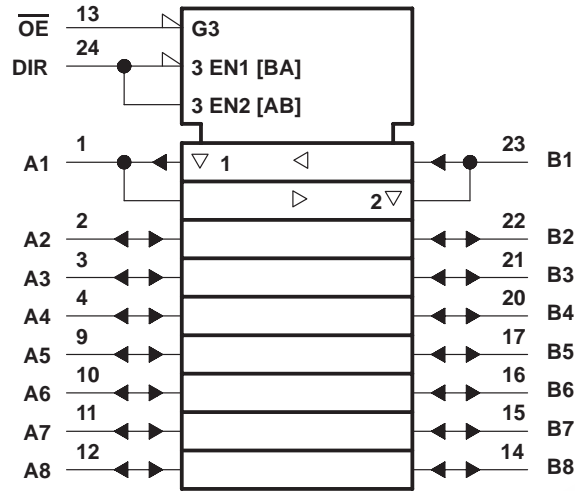 OE 13 G3
DIR 24 3 EN1 [BA]
3 EN2 [AB]
A1 1 1 23 B1
2
A2 2 22 B2
A3 3 21 B3
A4 4 20 B4
A5 9 17 B5
A6 10 16 B6
A7 11 15 B7
A8 12 14 B8